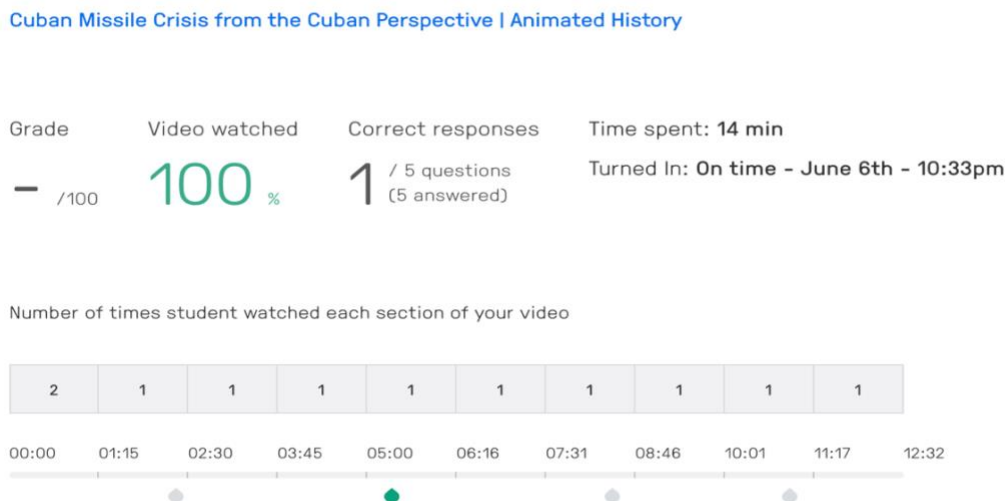 Cuban Missile Crisis from the Cuban Perspective | Animated History
Grade
Video watched
Correct responses
Time spent: 14 min
- /100
100 %
1 / 5 questions
(5 answered)
Turned In: On time - June 6th - 10:33pm
Number of times student watched each section of your video
2 1 1 1 1 1 1 1 1 1
00:00 01:15 02:30 03:45 05:00 06:16 07:31 08:46 10:01 11:17 12:32